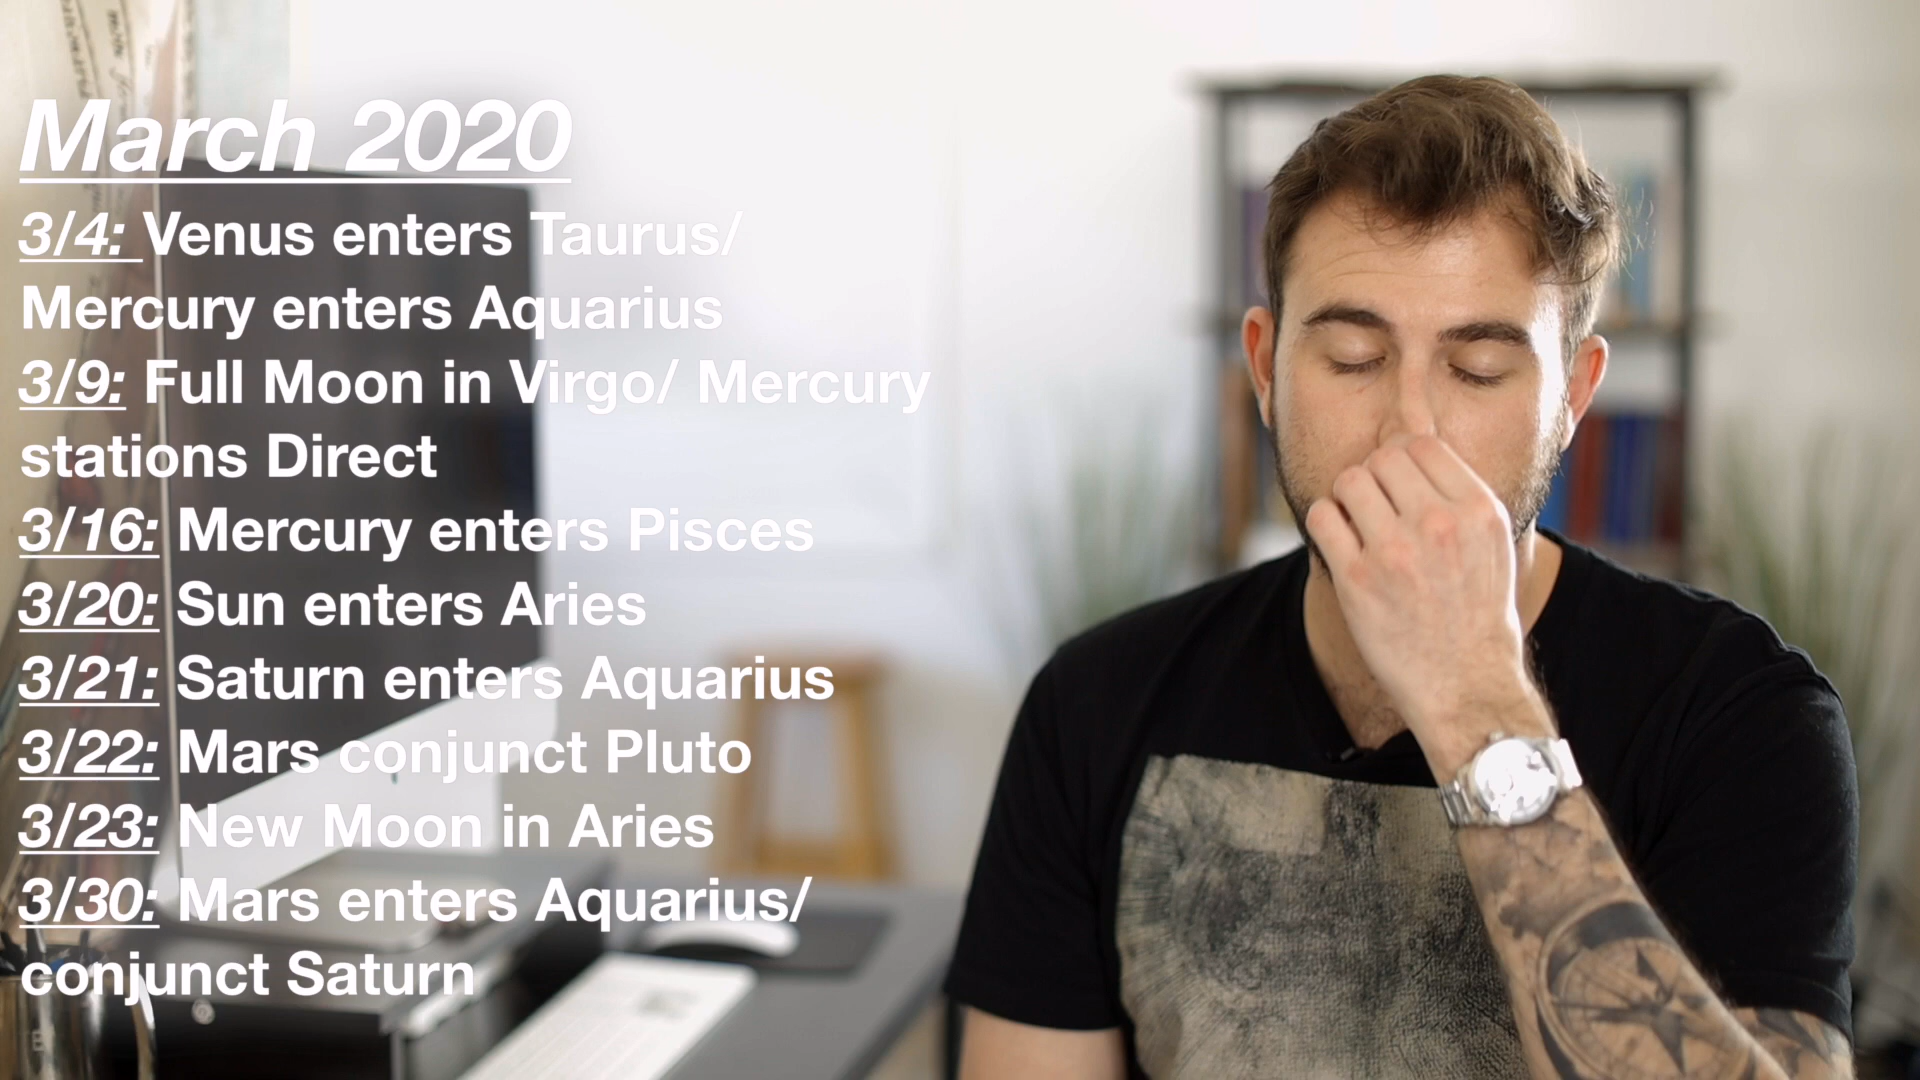 March 2020
3/4: Venus enters Taurus/
Mercury enters Aquarius
3/9: Full Moon in Virgo/ Mercury
stations Direct
3/16: Mercury enters Pisces
3/20: Sun enters Aries
3/21: Saturn enters Aquarius
3/22: Mars conjunct Pluto
3/23: New Moon in Aries
3/30: Mars enters Aquarius/
conjunct Saturn